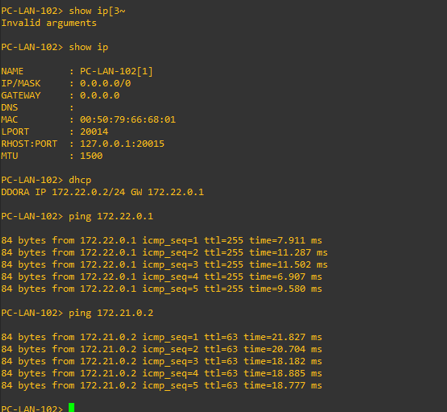 PC-LAN-102> show ip[3~
Invalid arguments
PC-LAN-102> show ip
NAME : PC-LAN-102[1]
IP/MASK : 0.0.0.0/0
GATEWAY : 0.0.0.0
DNS :
MAC : 00:50:79:66:68:01
LPORT : 20014
RHOST:PORT : 127.0.0.1:20015
MTU : 1500
PC-LAN-102> dhcp
DDORA IP 172.22.0.2/24 GW 172.22.0.1
PC-LAN-102> ping 172.22.0.1
84 bytes from 172.22.0.1 icmp_seq=1 ttl=255 time=7.911 ms
84 bytes from 172.22.0.1 icmp_seq=2 ttl=255 time=11.287 ms
84 bytes from 172.22.0.1 icmp_seq=3 ttl=255 time=11.502 ms
84 bytes from 172.22.0.1 icmp_seq=4 ttl=255 time=6.907 ms
84 bytes from 172.22.0.1 icmp_seq=5 ttl=255 time=9.580 ms
PC-LAN-102> ping 172.21.0.2
84 bytes from 172.21.0.2 icmp_seq=1 ttl=63 time=21.827 ms
84 bytes from 172.21.0.2 icmp_seq=2 ttl=63 time=20.704 ms
84 bytes from 172.21.0.2 icmp_seq=3 ttl=63 time=18.182 ms
84 bytes from 172.21.0.2 icmp_seq=4 ttl=63 time=18.885 ms
84 bytes from 172.21.0.2 icmp_seq=5 ttl=63 time=18.777 ms
PC-LAN-102>